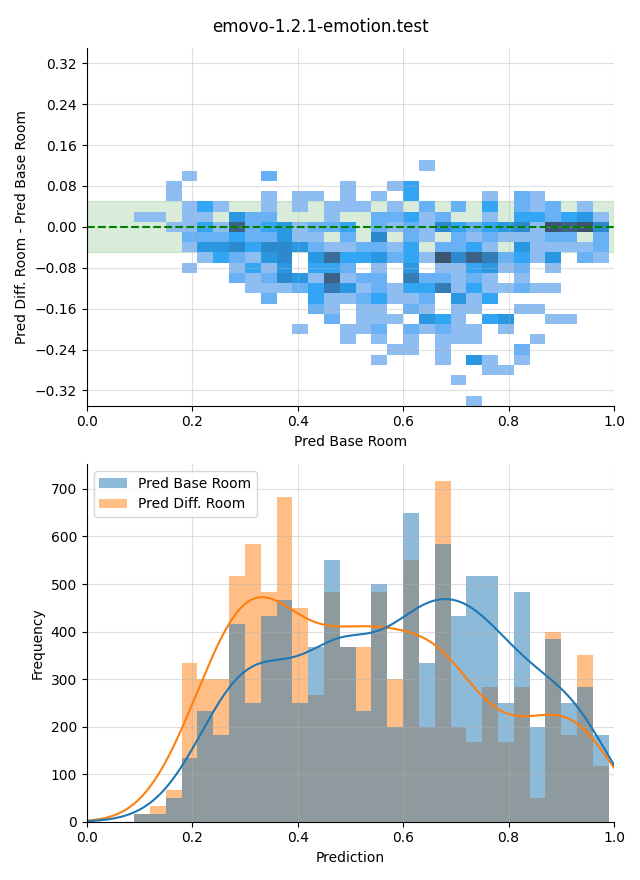 emovo-1.2.1-emotion.test
Pred Diff. Room - Pred Base Room
0.32
0.24
0.16
0.08
0.00
−0.08
−0.16
−0.24
−0.32
0.0 0.2 0.4 0.6 0.8 1.0
Pred Base Room
Frequency
700
600
500
400
300
200
100
0
Pred Base Room
Pred Diff. Room
0.0 0.2 0.4 0.6 0.8 1.0
Prediction